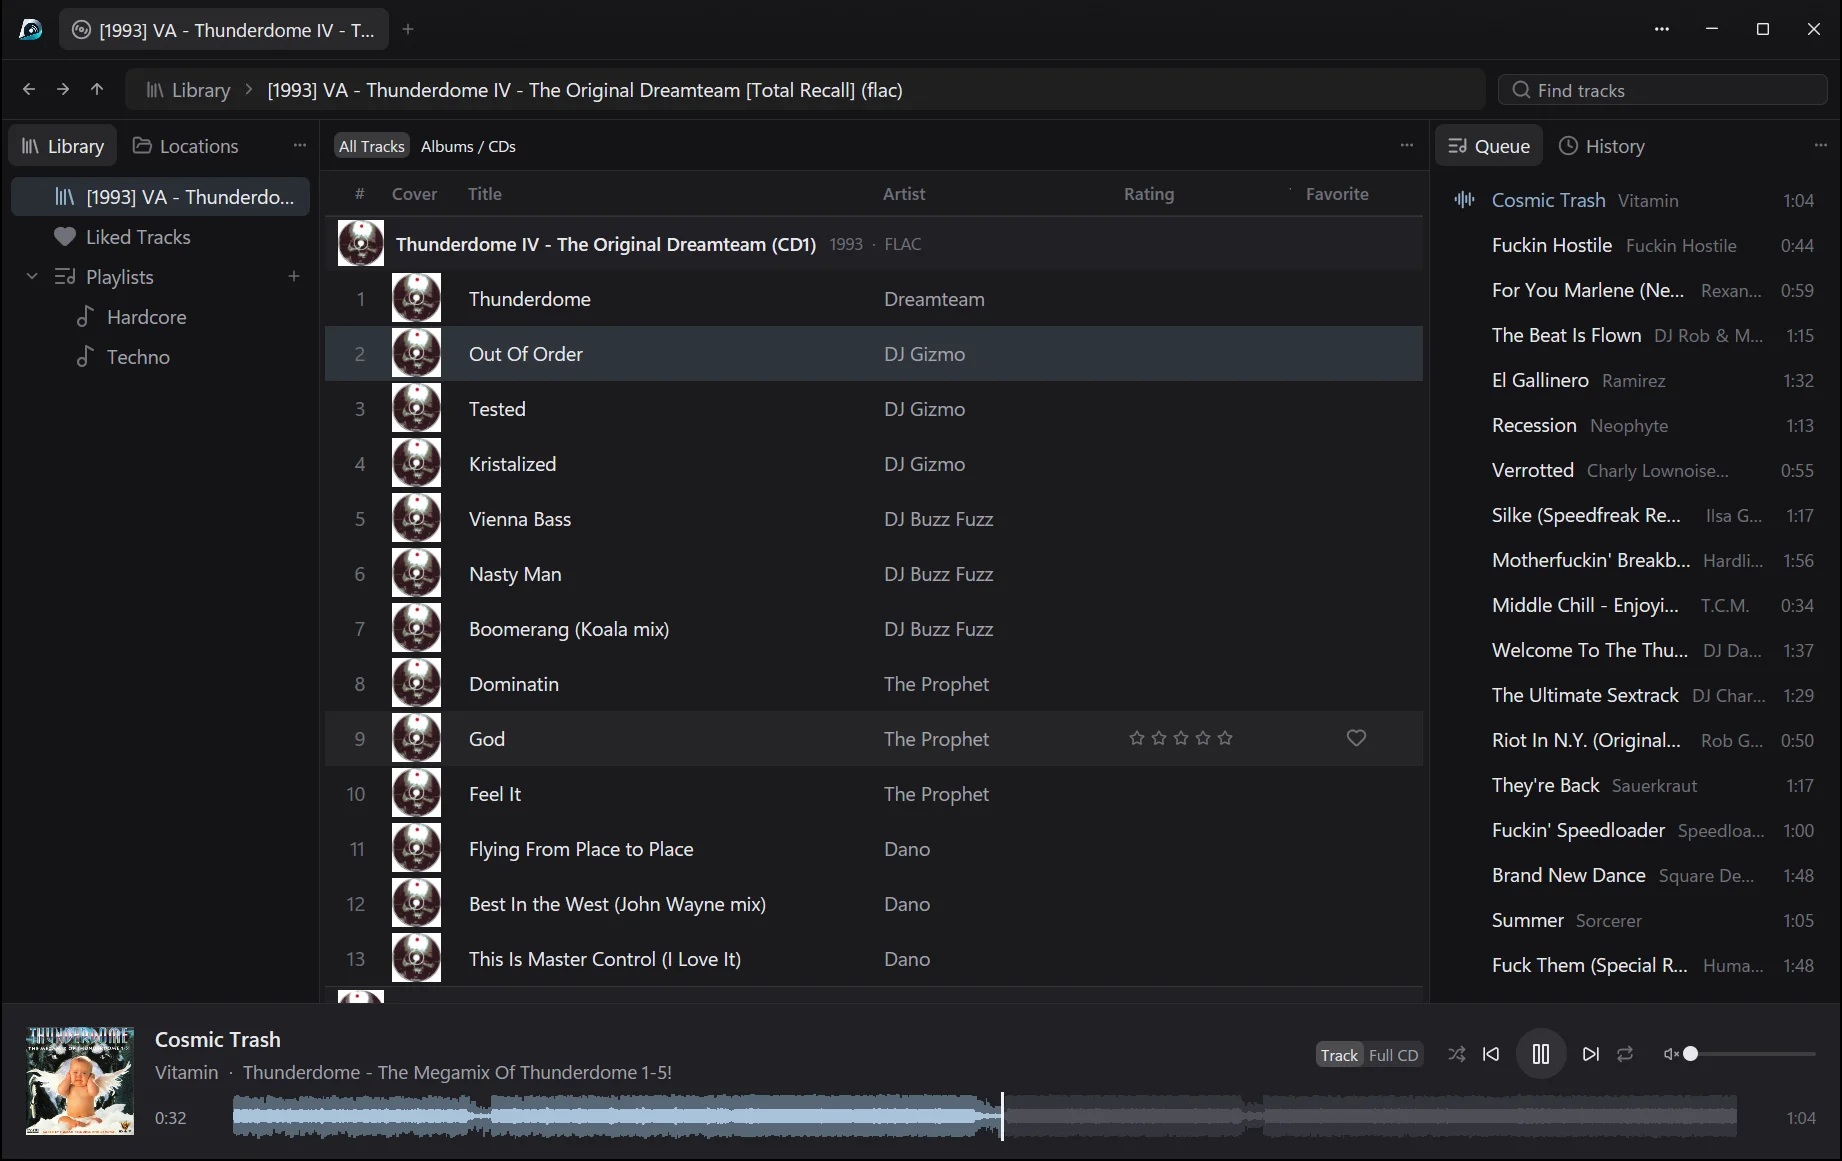 [1993] VA - Thunderdome IV - T...
Library > [1993] VA - Thunderdome IV - The Original Dreamteam [Total Recall] (flac)
Find tracks
Library Locations
[1993] VA - Thunderdo...
Liked Tracks
Playlists
Hardcore
Techno
All Tracks Albums / CDs
# Cover Title Artist Rating Favorite
Thunderdome IV - The Original Dreamteam (CD1) 1993 · FLAC
1 Thunderdome Dreamteam
2 Out Of Order DJ Gizmo
3 Tested DJ Gizmo
4 Kristalized DJ Gizmo
5 Vienna Bass DJ Buzz Fuzz
6 Nasty Man DJ Buzz Fuzz
7 Boomerang (Koala mix) DJ Buzz Fuzz
8 Dominatin The Prophet
9 God The Prophet
10 Feel It The Prophet
11 Flying From Place to Place Dano
12 Best In the West (John Wayne mix) Dano
13 This Is Master Control (I Love It) Dano
Queue History
Cosmic Trash Vitamin 1:04
Fuckin Hostile Fuckin Hostile 0:44
For You Marlene (Ne... Rexan... 0:59
The Beat Is Flown DJ Rob & M... 1:15
El Gallinero Ramirez 1:32
Recession Neophyte 1:13
Verrotted Charly Lownoise... 0:55
Silke (Speedfreak Re... Ilsa G... 1:17
Motherfuckin' Breakb... Hardli... 1:56
Middle Chill - Enjoyi... T.C.M. 0:34
Welcome To The Thu... DJ Da... 1:37
The Ultimate Sextrack DJ Char... 1:29
Riot In N.Y. (Original... Rob G... 0:50
They're Back Sauerkraut 1:17
Fuckin' Speedloader Speedloa... 1:00
Brand New Dance Square De... 1:48
Summer Sorcerer 1:05
Fuck Them (Special R... Huma... 1:48
THUNDERDOME
THE MEGAMIX OF THUNDERDOME 1-5!
Cosmic Trash
Vitamin · Thunderdome - The Megamix Of Thunderdome 1-5!
Track Full CD
0:32
1:04